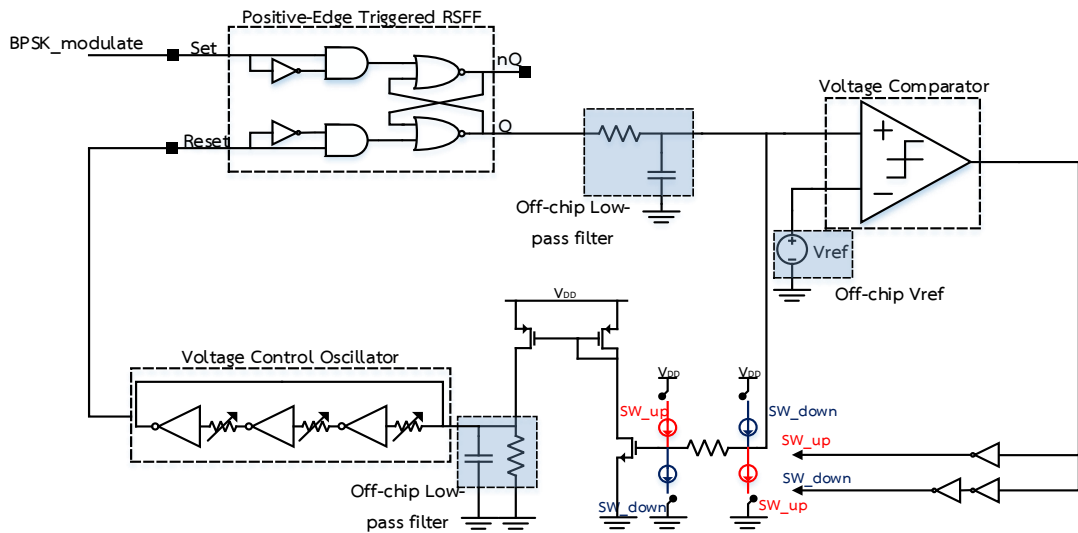 Positive-Edge Triggered RSFF
BPSK_modulate
Set
nQ
Reset
Q
Voltage Comparator
+
−
Off-chip Low-
pass filter
Vref
+
−
Off-chip Vref
VDD
Voltage Control Oscillator
Off-chip Low-
pass filter
VDD
VDD
SW_up
SW_down
SW_down
SW_up
SW_up
SW_down